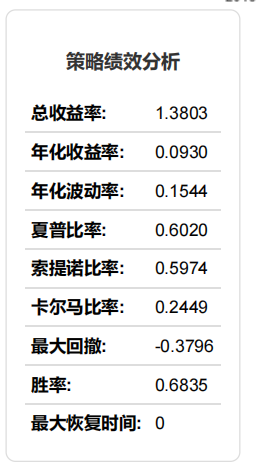 策略绩效分析
总收益率: 1.3803
年化收益率: 0.0930
年化波动率: 0.1544
夏普比率: 0.6020
索提诺比率: 0.5974
卡尔马比率: 0.2449
最大回撤: -0.3796
胜率: 0.6835
最大恢复时间: 0